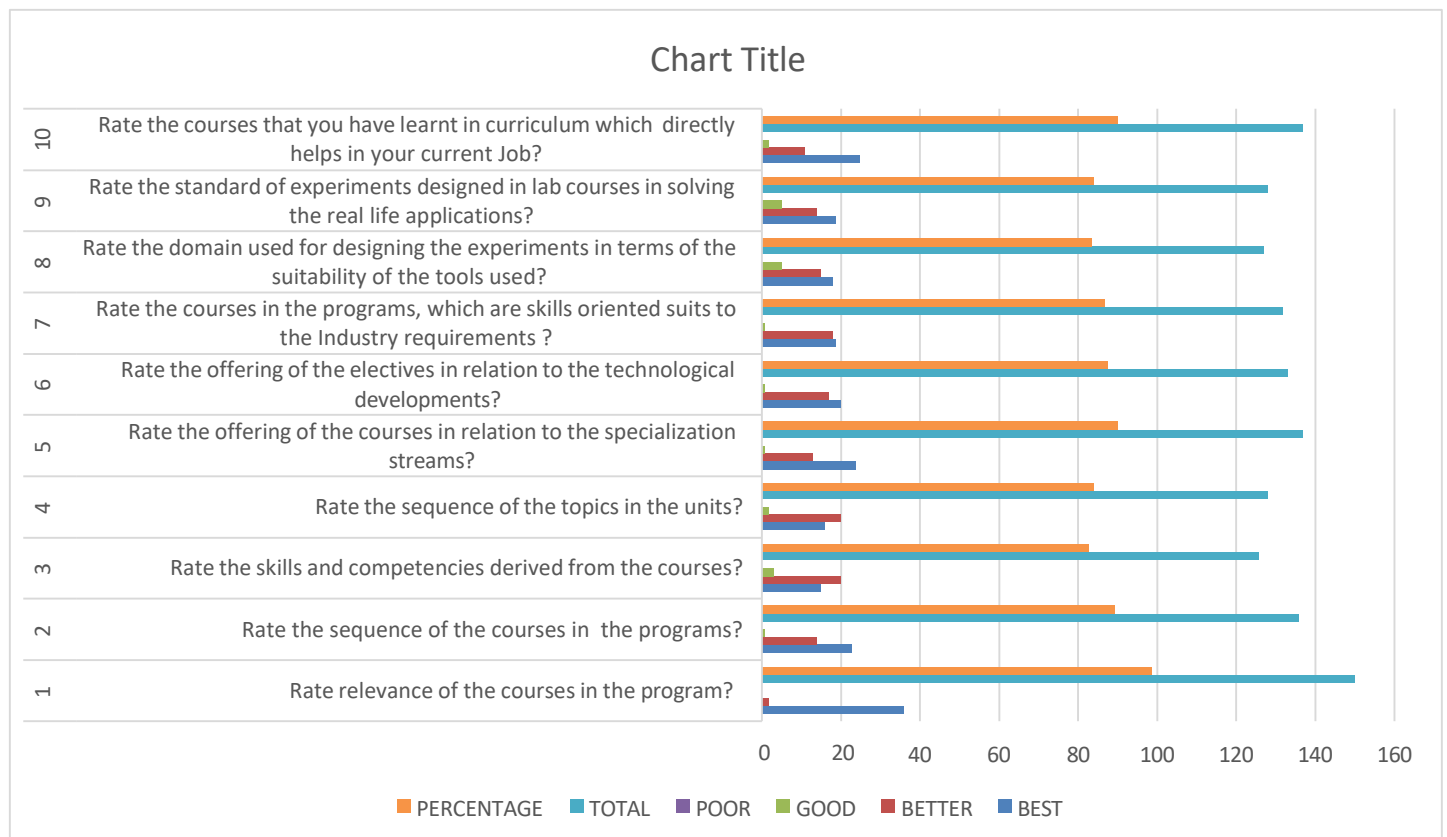 Chart Title
10
Rate the courses that you have learnt in curriculum which directly
helps in your current Job?
9
Rate the standard of experiments designed in lab courses in solving
the real life applications?
8
Rate the domain used for designing the experiments in terms of the
suitability of the tools used?
7
Rate the courses in the programs, which are skills oriented suits to
the Industry requirements ?
6
Rate the offering of the electives in relation to the technological
developments?
5
Rate the offering of the courses in relation to the specialization
streams?
4
Rate the sequence of the topics in the units?
3
Rate the skills and competencies derived from the courses?
2
Rate the sequence of the courses in the programs?
1
Rate relevance of the courses in the program?
0 20 40 60 80 100 120 140 160
PERCENTAGE TOTAL POOR GOOD BETTER BEST